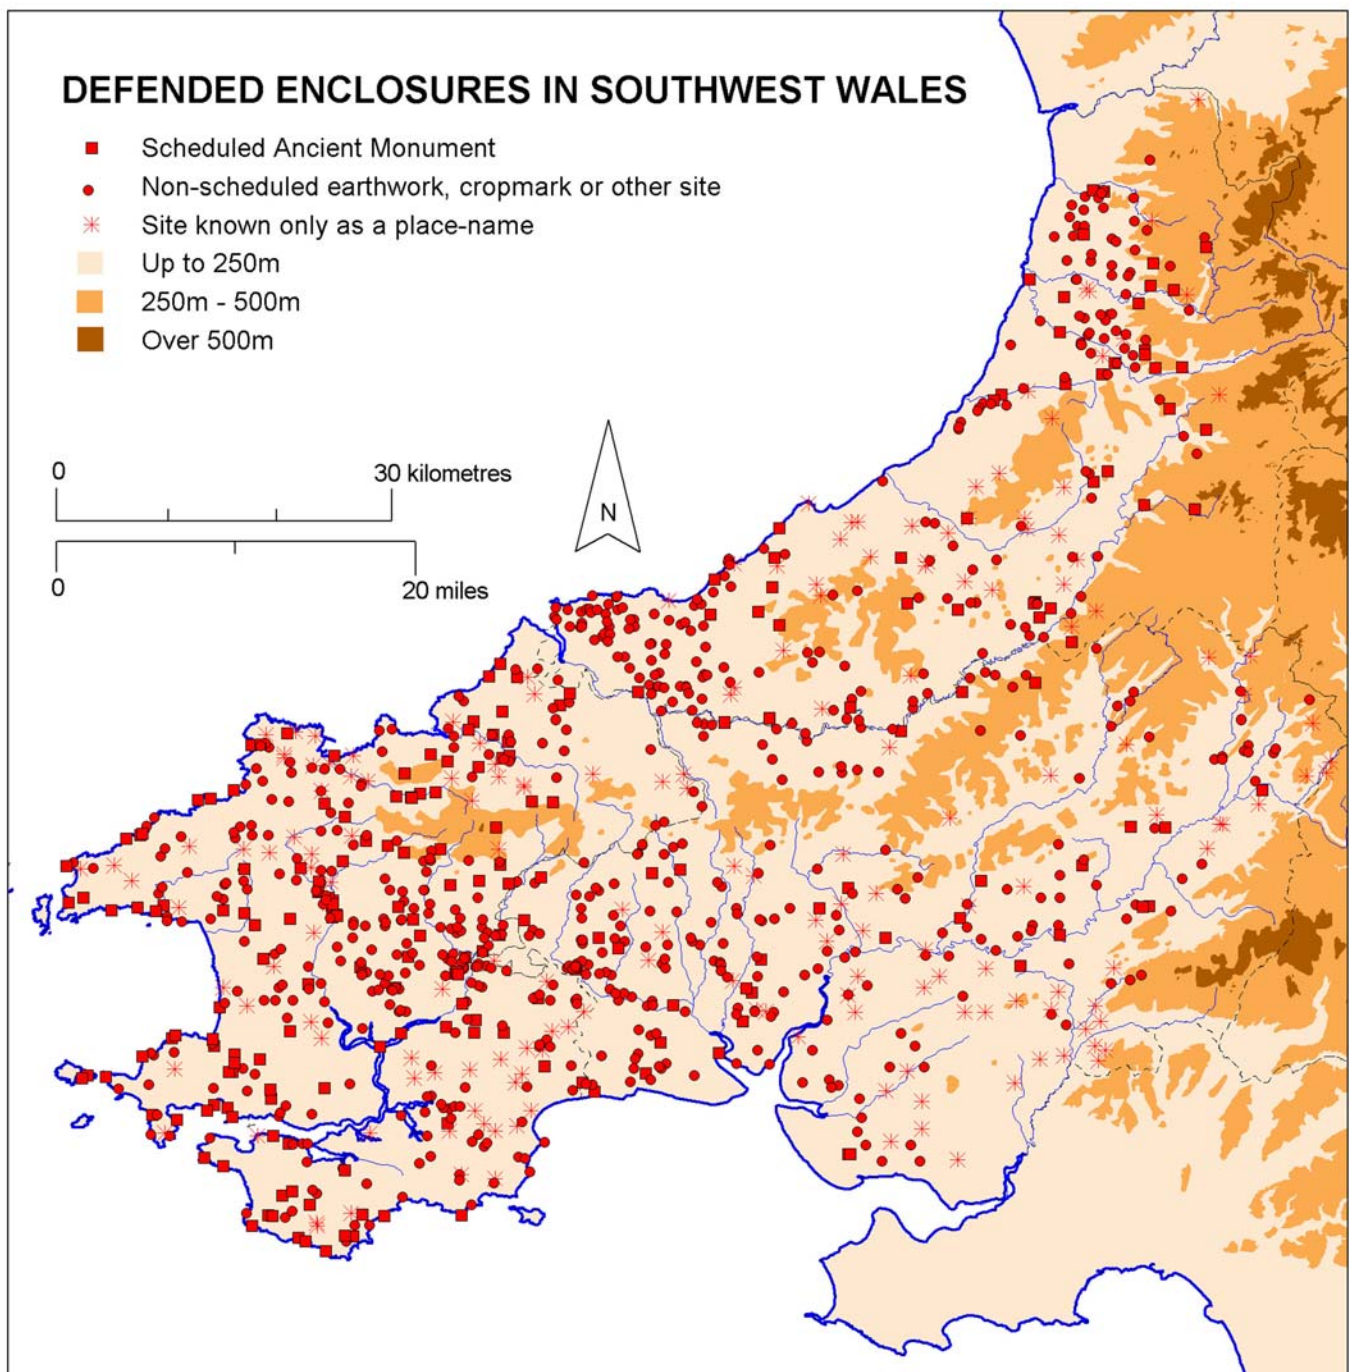 DEFENDED ENCLOSURES IN SOUTHWEST WALES
Scheduled Ancient Monument
Non-scheduled earthwork, cropmark or other site
Site known only as a place-name
Up to 250m
250m - 500m
Over 500m
0 30 kilometres
N
0 20 miles